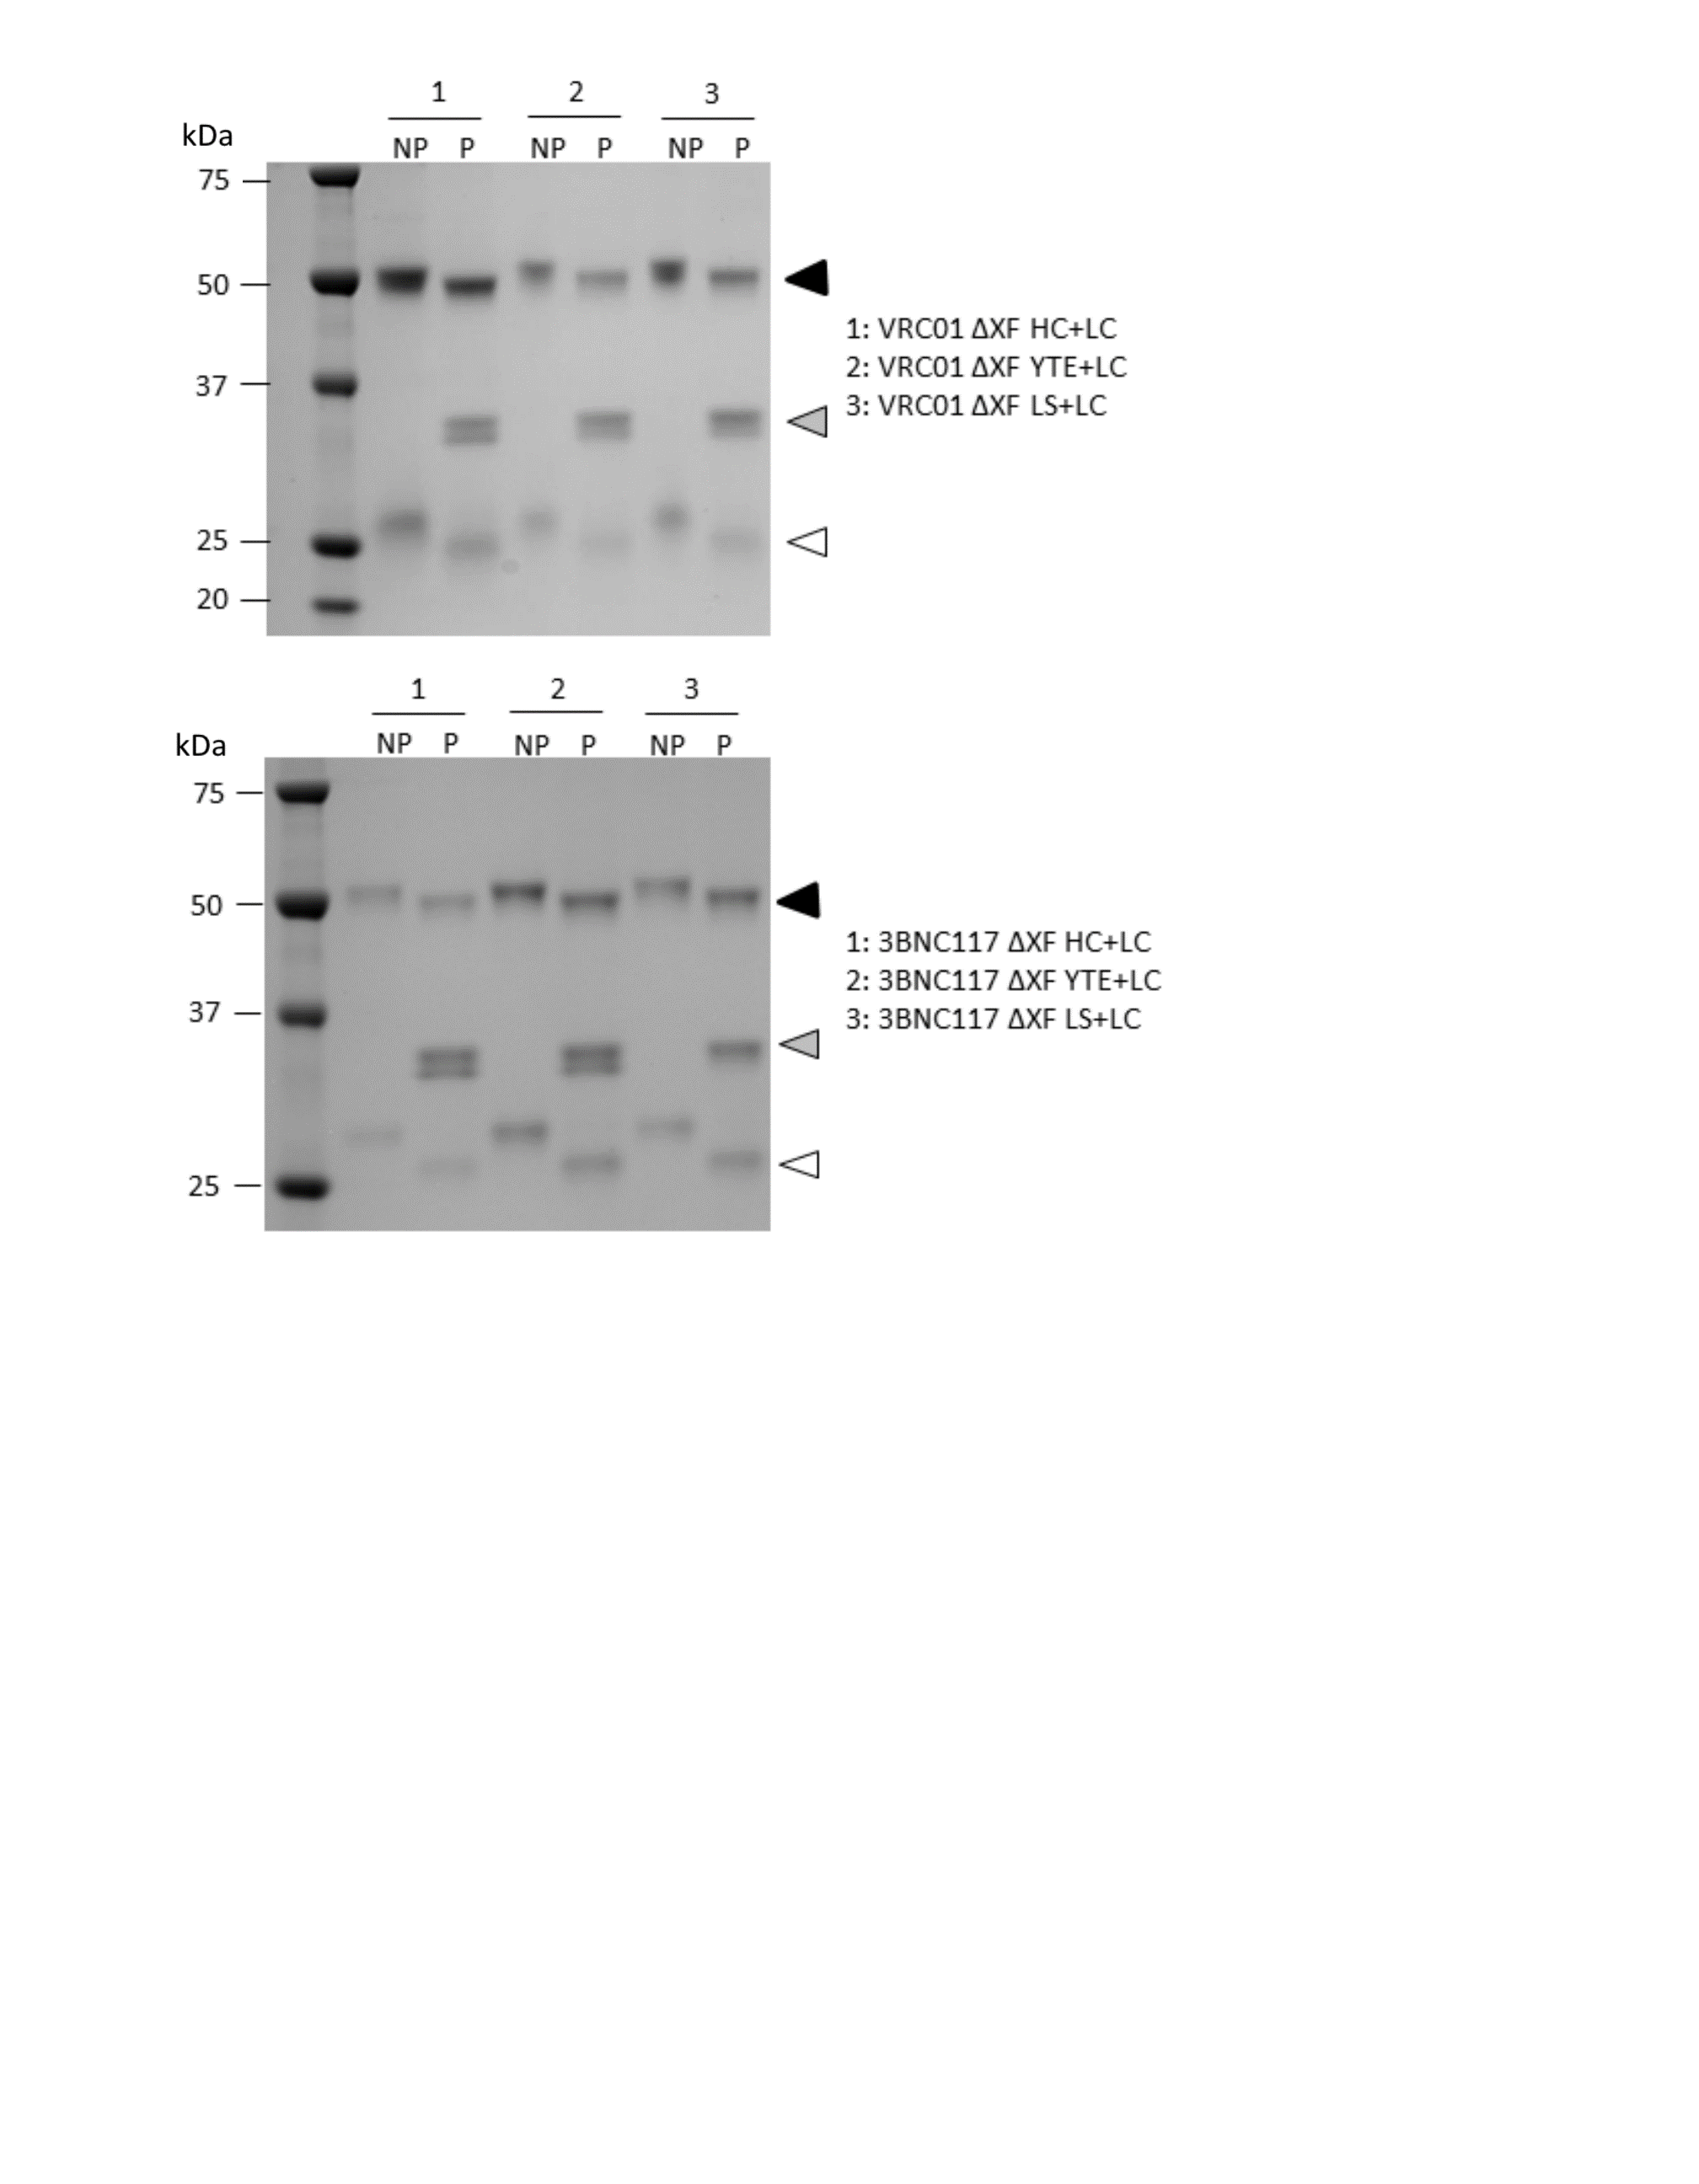 1 2 3
kDa NP P NP P NP P
75
50
37
25
20
1: VRC01 ΔXF HC+LC
2: VRC01 ΔXF YTE+LC
3: VRC01 ΔXF LS+LC
1 2 3
kDa NP P NP P NP P
75
50
37
25
1: 3BNC117 ΔXF HC+LC
2: 3BNC117 ΔXF YTE+LC
3: 3BNC117 ΔXF LS+LC